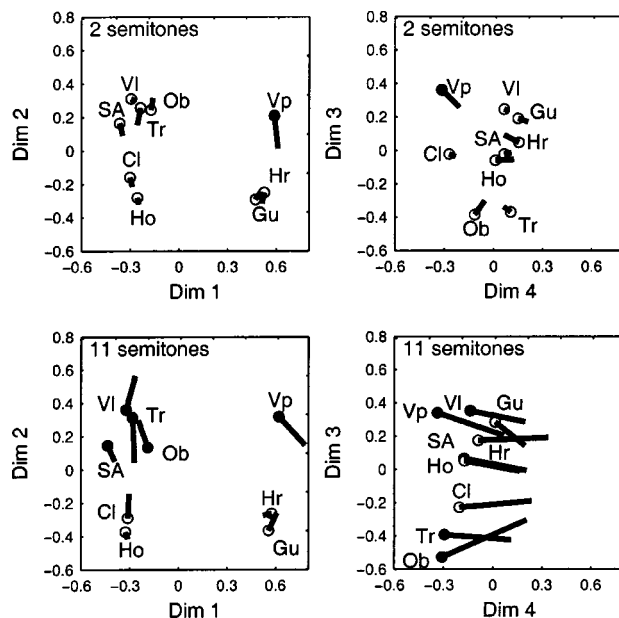 2 semitones
0.8
0.6
0.4
0.2
0
−0.2
−0.4
−0.6
Dim 2
Vl
Ob
SA
Tr
Vp
Cl
Ho
Hr
Gu
−0.6 −0.3 0 0.3 0.6
Dim 1
2 semitones
0.8
0.6
0.4
0.2
0
−0.2
−0.4
−0.6
Dim 3
Vp
Vl
Gu
SA
Hr
Cl
Ho
Ob
Tr
−0.6 −0.3 0 0.3 0.6
Dim 4
11 semitones
0.8
0.6
0.4
0.2
0
−0.2
−0.4
−0.6
Dim 2
Vl
Tr
Ob
SA
Vp
Cl
Ho
Hr
Gu
−0.6 −0.3 0 0.3 0.6
Dim 1
11 semitones
0.8
0.6
0.4
0.2
0
−0.2
−0.4
−0.6
Dim 3
Vp
Vl
Gu
SA
Hr
Ho
Cl
Tr
Ob
−0.6 −0.3 0 0.3 0.6
Dim 4